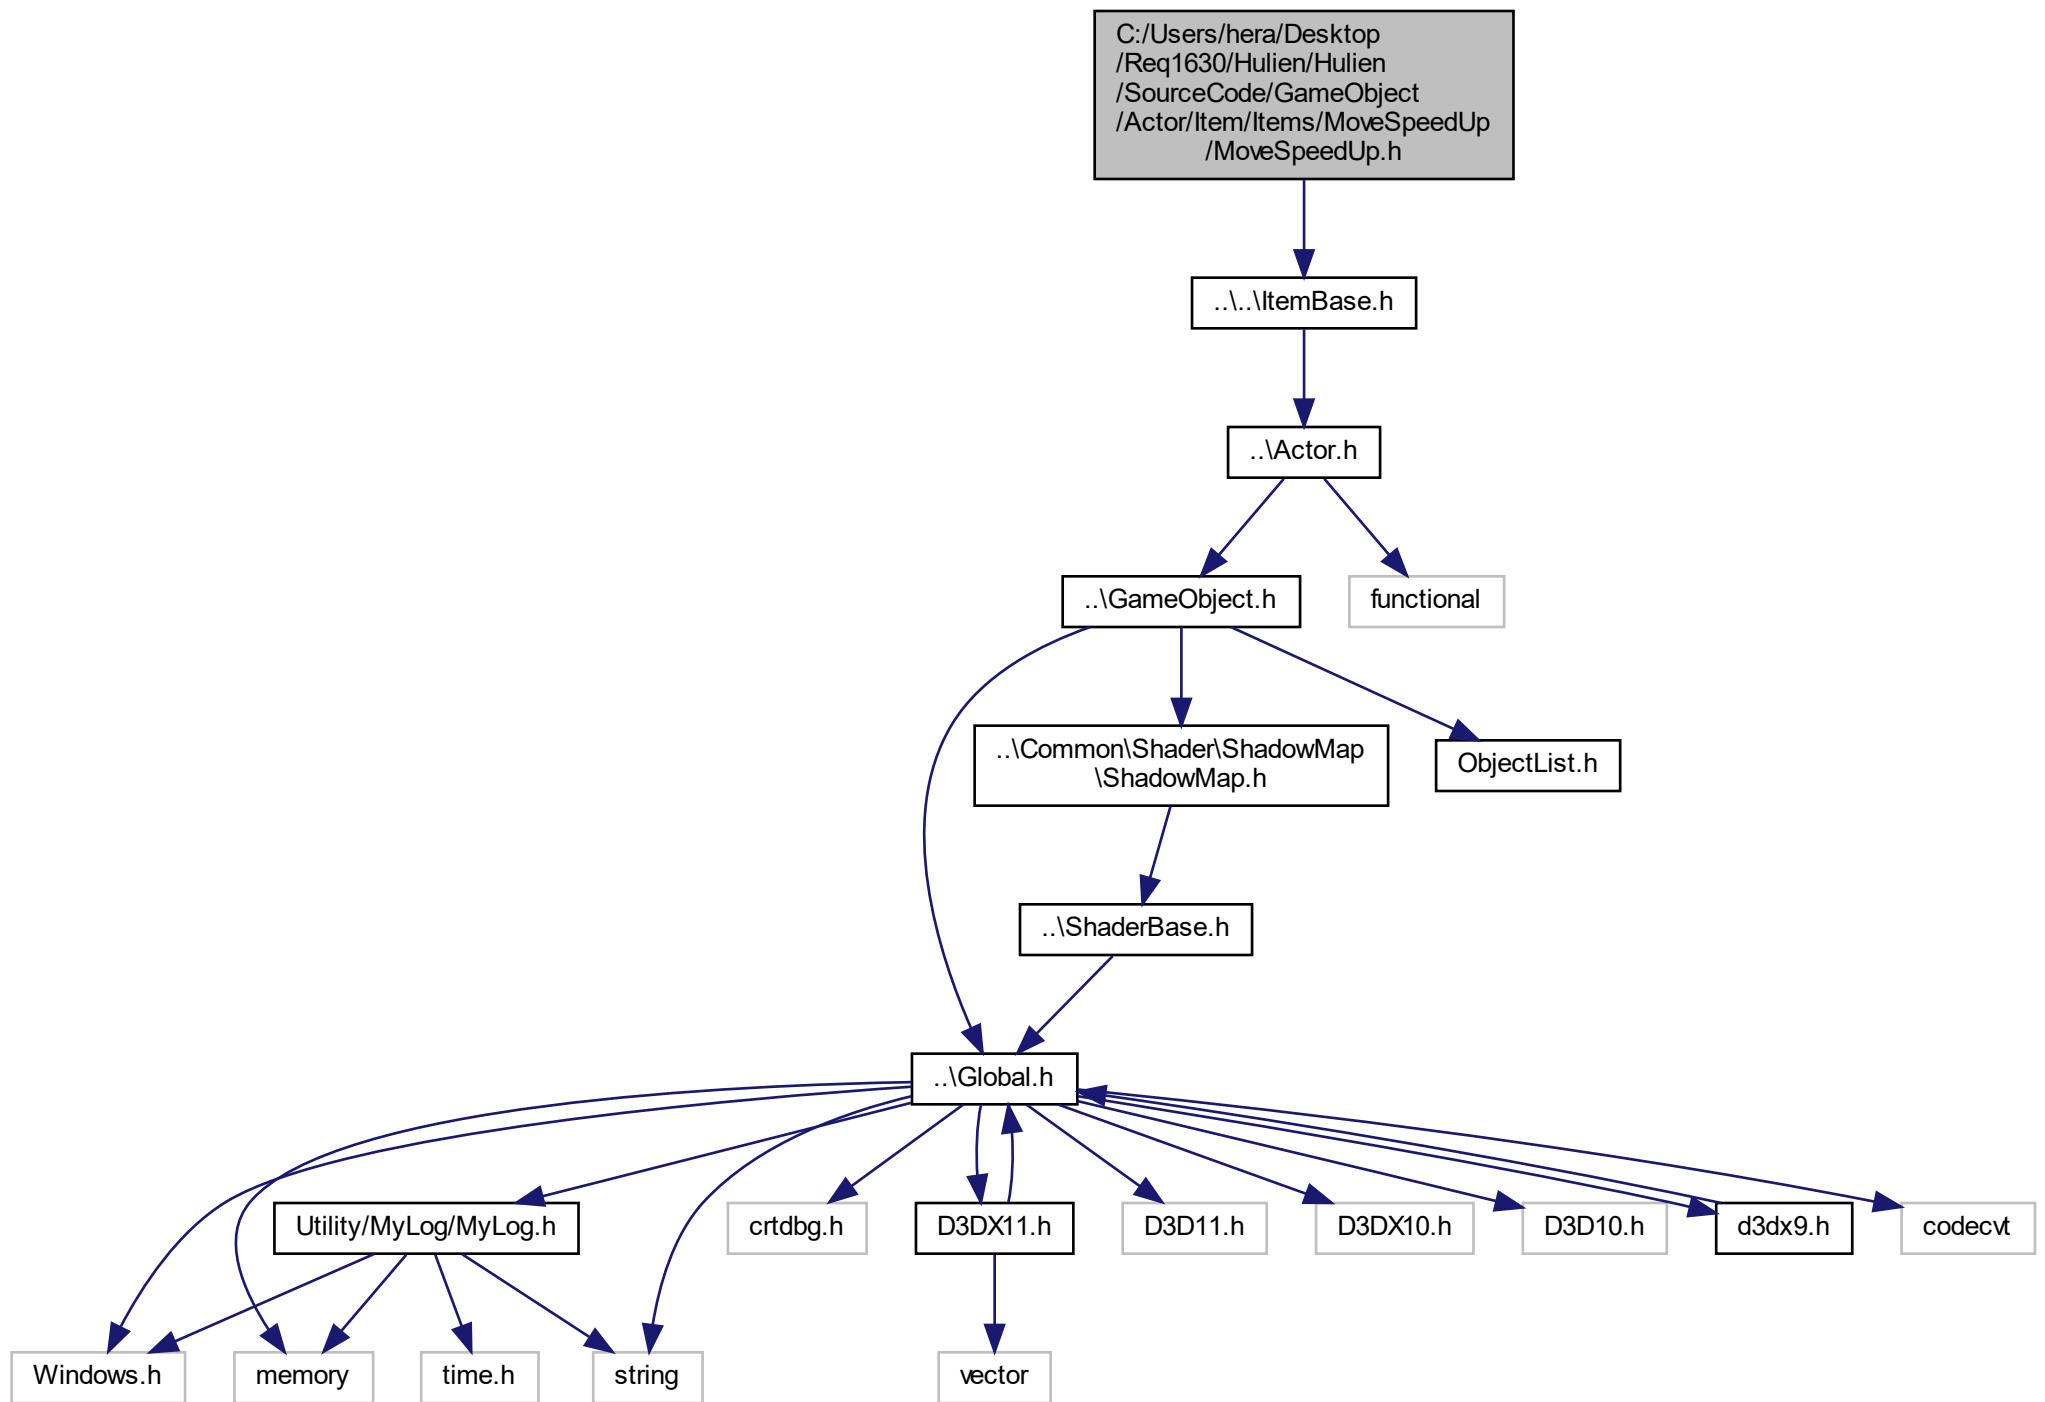 C:/Users/hera/Desktop
/Req1630/Hulien/Hulien
/SourceCode/GameObject
/Actor/Item/Items/MoveSpeedUp
/MoveSpeedUp.h
..\..\ItemBase.h
..\Actor.h
..\GameObject.h
functional
..\Common\Shader\ShadowMap
\ShadowMap.h
ObjectList.h
..\ShaderBase.h
..\Global.h
Utility/MyLog/MyLog.h
crtdbg.h
D3DX11.h
D3D11.h
D3DX10.h
D3D10.h
d3dx9.h
codecvt
Windows.h
memory
time.h
string
vector